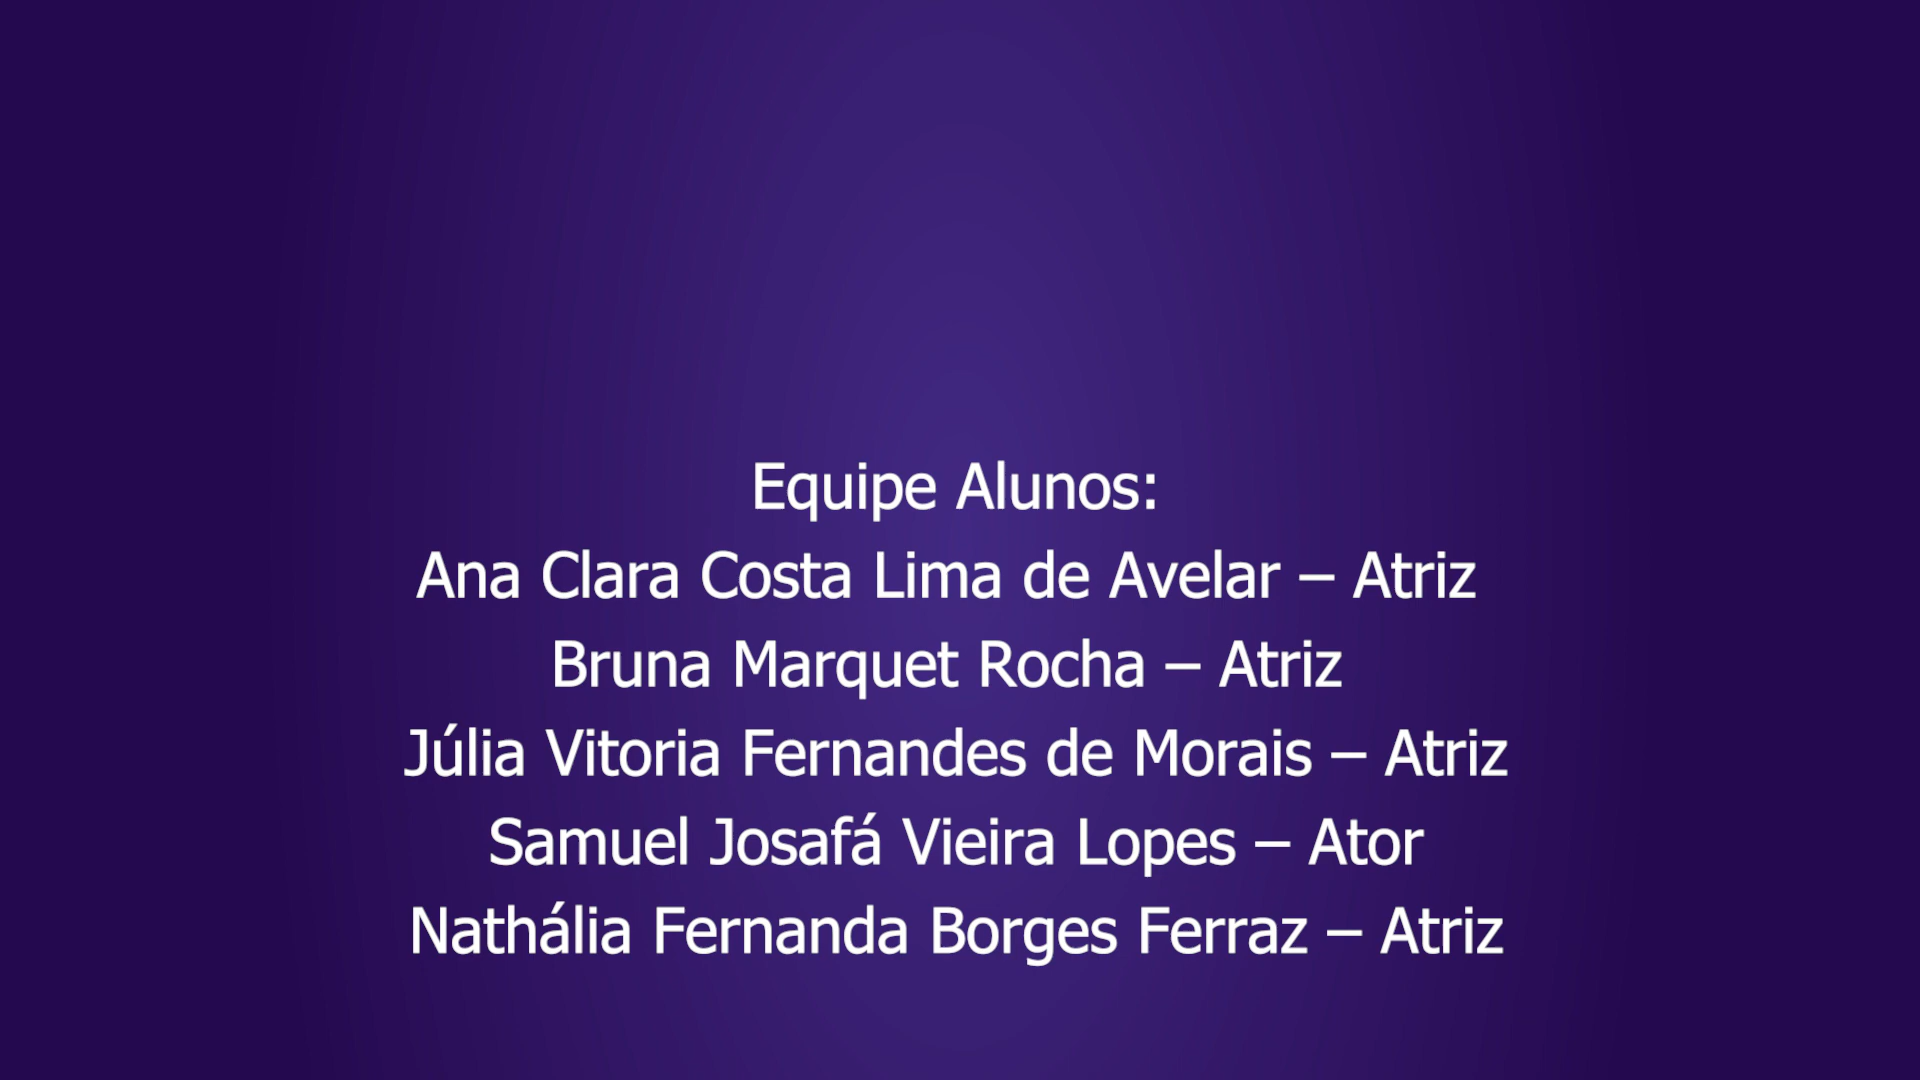 Equipe Alunos:
Ana Clara Costa Lima de Avelar – Atriz
Bruna Marquet Rocha – Atriz
Júlia Vitoria Fernandes de Morais – Atriz
Samuel Josafá Vieira Lopes – Ator
Nathália Fernanda Borges Ferraz – Atriz